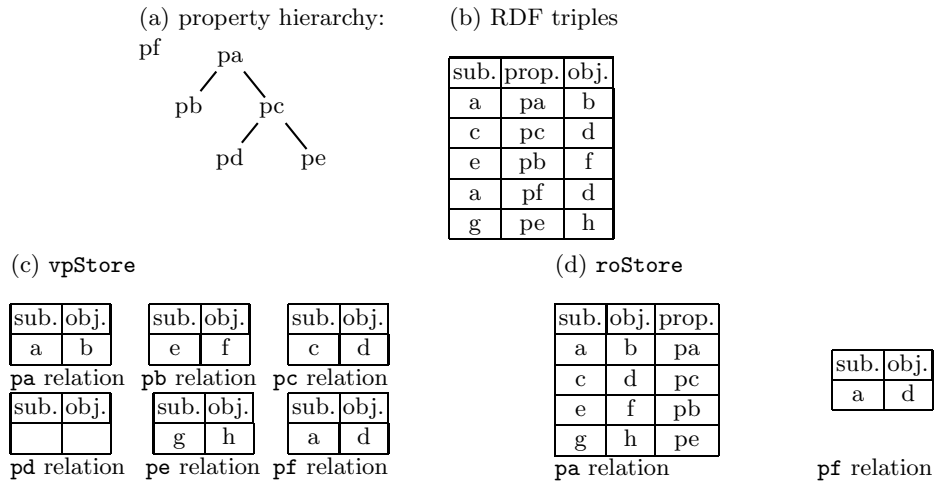 (a) property hierarchy:
pf
pa
pb pc
pd pe
(b) RDF triples
sub. prop. obj.
a pa b
c pc d
e pb f
a pf d
g pe h
(c) vpStore
sub. obj.
a b
pa relation
sub. obj.
e f
pb relation
sub. obj.
c d
pc relation
sub. obj.
pd relation
sub. obj.
g h
pe relation
sub. obj.
a d
pf relation
(d) roStore
sub. obj. prop.
a b pa
c d pc
e f pb
g h pe
pa relation
sub. obj.
a d
pf relation